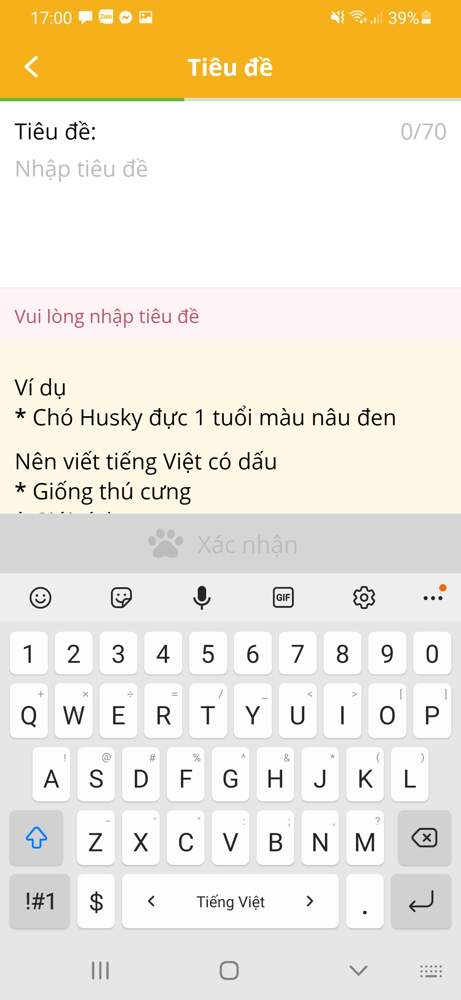 17:00
Zalo
39%
Tiêu đề
Tiêu đề:
0/70
Nhập tiêu đề
Vui lòng nhập tiêu đề
Ví dụ
* Chó Husky đực 1 tuổi màu nâu đen
Nên viết tiếng Việt có dấu
* Giống thú cưng
Xác nhận
GIF
1 2 3 4 5 6 7 8 9 0
+ × ÷ = / _ < > [ ]
Q W E R T Y U I O P
! @ # % ^ & * ( )
A S D F G H J K L
- ' " : ; , ?
Z X C V B N M
!#1 $ < Tiếng Việt > .